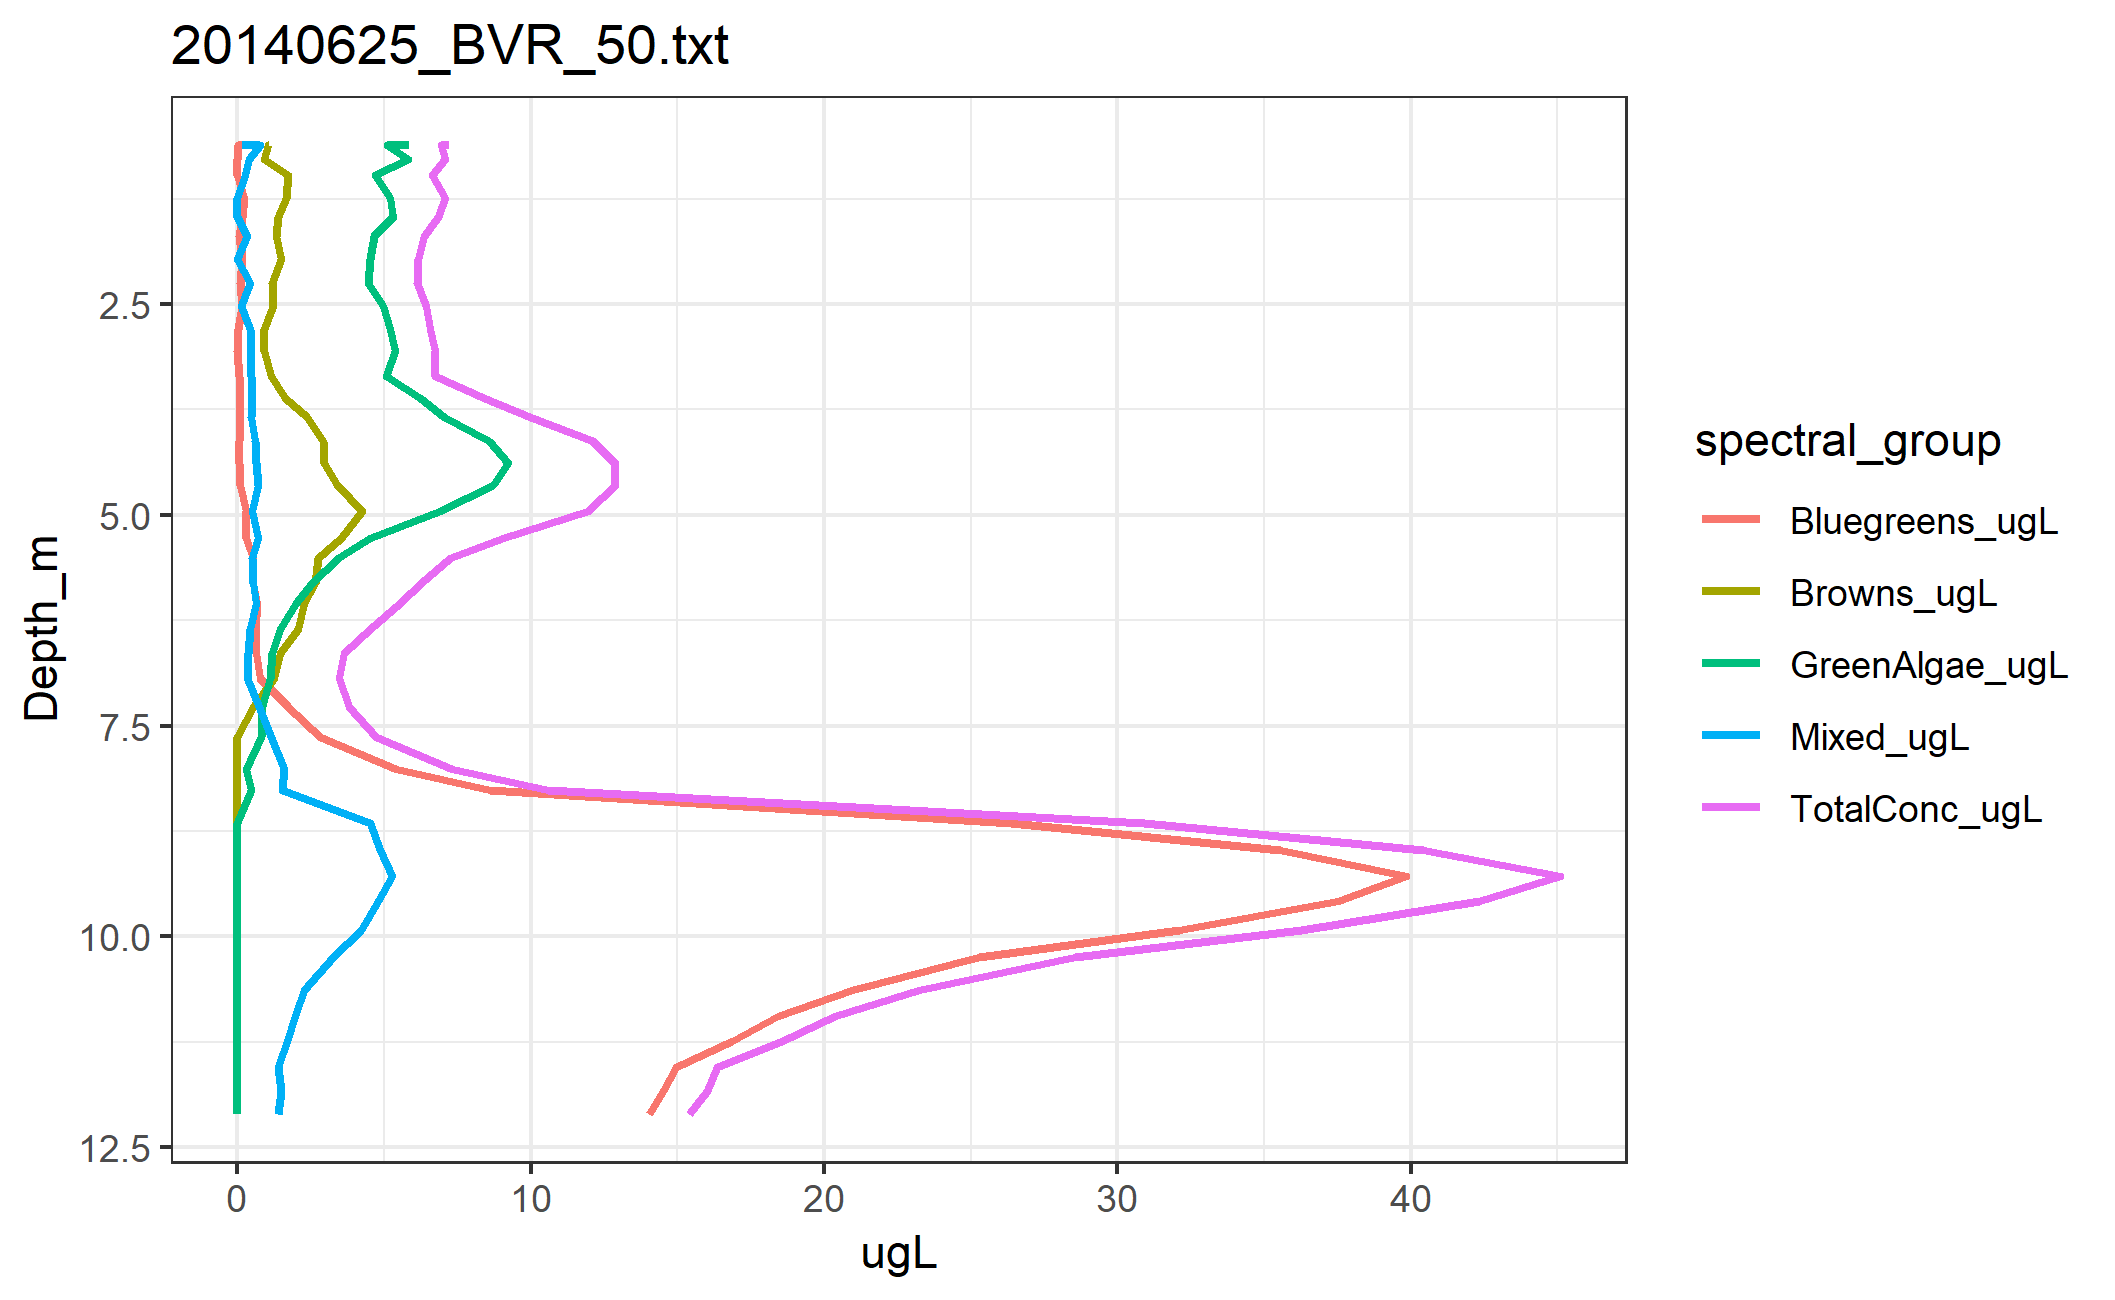 20140625_BVR_50.txt
Depth_m
2.5
5.0
7.5
10.0
12.5
0
10
20
30
40
ugL
spectral_group
Bluegreens_ugL
Browns_ugL
GreenAlgae_ugL
Mixed_ugL
TotalConc_ugL